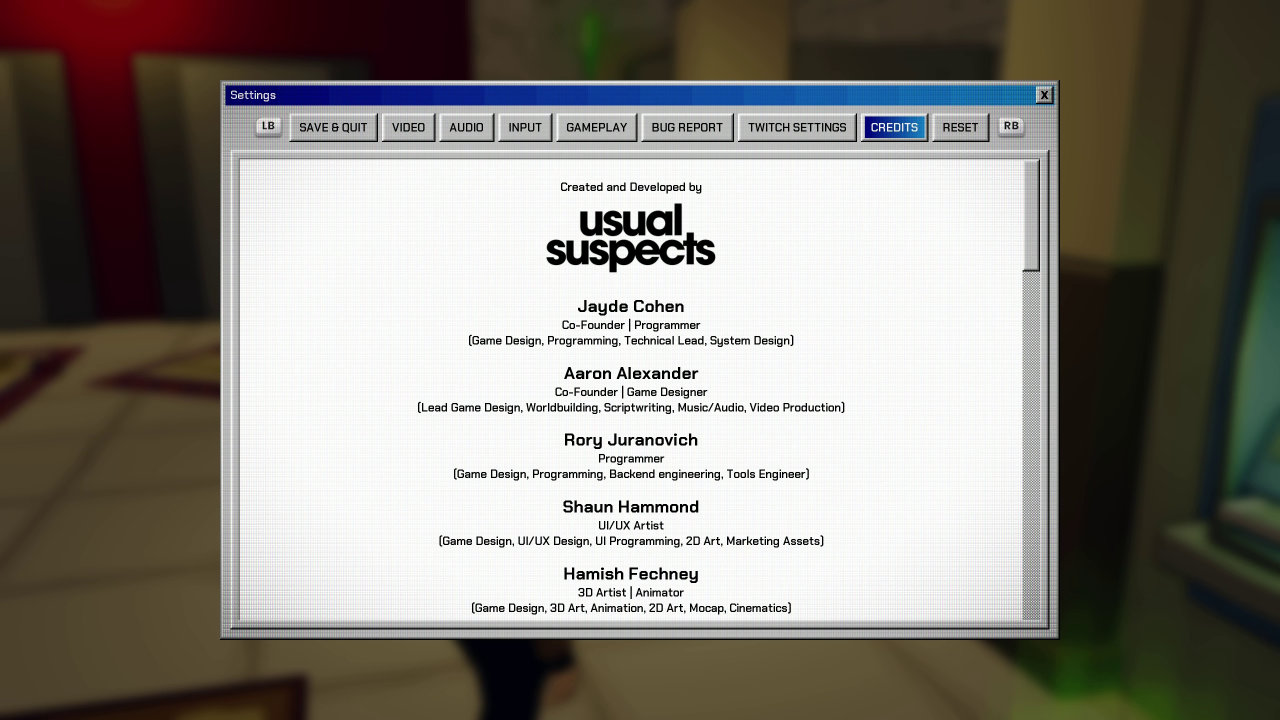 Settings
X
LB
SAVE & QUIT
VIDEO
AUDIO
INPUT
GAMEPLAY
BUG REPORT
TWITCH SETTINGS
CREDITS
RESET
RB
Created and Developed by
usual
suspects
Jayde Cohen
Co-Founder | Programmer
(Game Design, Programming, Technical Lead, System Design)
Aaron Alexander
Co-Founder | Game Designer
(Lead Game Design, Worldbuilding, Scriptwriting, Music/Audio, Video Production)
Rory Juranovich
Programmer
(Game Design, Programming, Backend engineering, Tools Engineer)
Shaun Hammond
UI/UX Artist
(Game Design, UI/UX Design, UI Programming, 2D Art, Marketing Assets)
Hamish Fechney
3D Artist | Animator
(Game Design, 3D Art, Animation, 2D Art, Mocap, Cinematics)